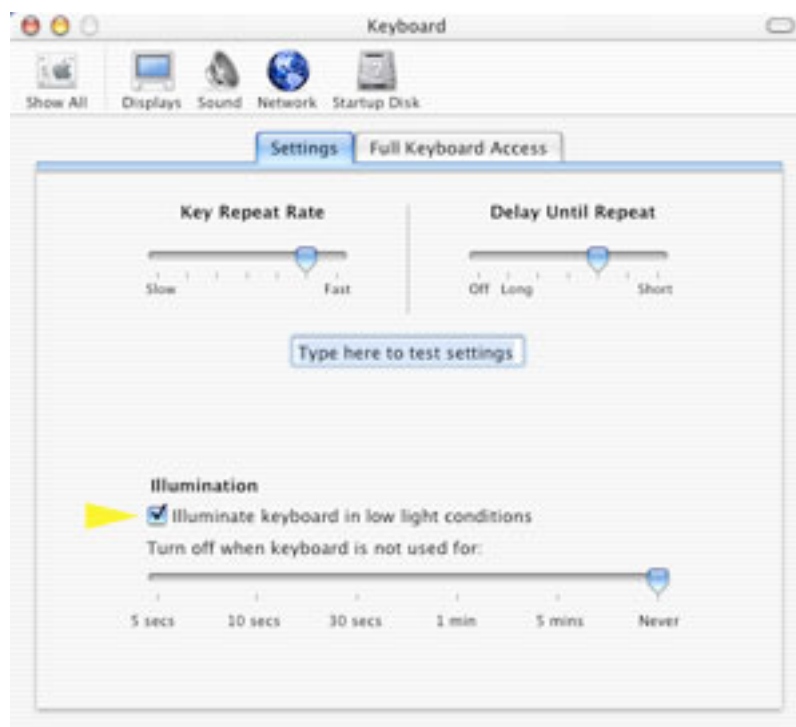 Keyboard
Show All Displays Sound Network Startup Disk
Settings Full Keyboard Access
Key Repeat Rate Delay Until Repeat
Slow Fast Off Long Short
Type here to test settings
Illumination
Illuminate keyboard in low light conditions
Turn off when keyboard is not used for:
5 secs 10 secs 30 secs 1 min 5 mins Never